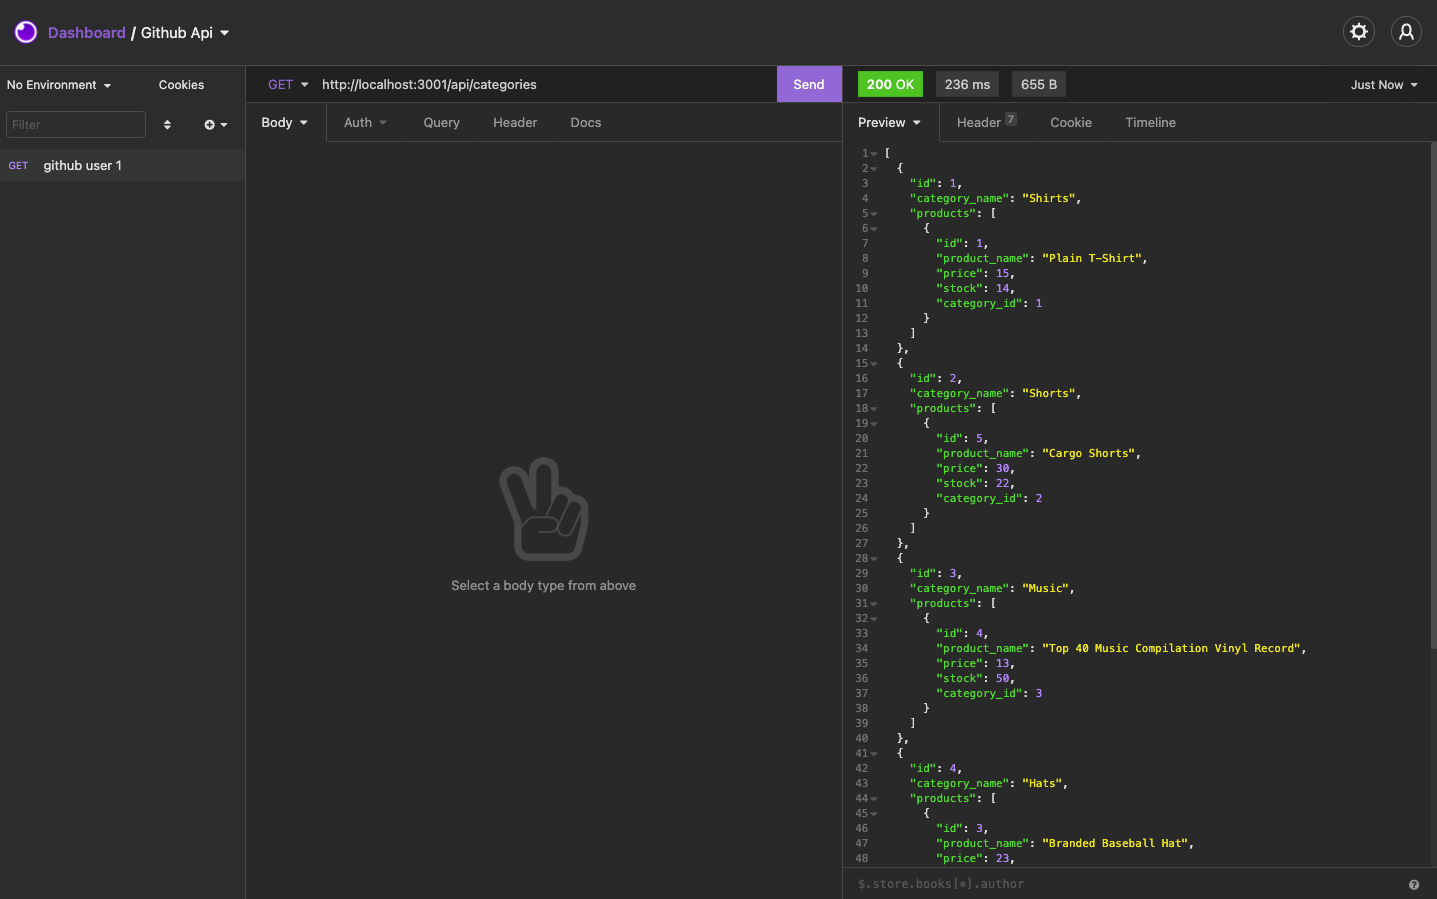 Dashboard / Github Api
No Environment
Cookies
GET http://localhost:3001/api/categories
Send
200 OK
236 ms
655 B
Just Now
Filter
Body
Auth
Query
Header
Docs
Preview
Header 7
Cookie
Timeline
GET github user 1
Select a body type from above
1 [
2 {
3 "id": 1,
4 "category_name": "Shirts",
5 "products": [
6 {
7 "id": 1,
8 "product_name": "Plain T-Shirt",
9 "price": 15,
10 "stock": 14,
11 "category_id": 1
12 }
13 ]
14 },
15 {
16 "id": 2,
17 "category_name": "Shorts",
18 "products": [
19 {
20 "id": 5,
21 "product_name": "Cargo Shorts",
22 "price": 30,
23 "stock": 22,
24 "category_id": 2
25 }
26 ]
27 },
28 {
29 "id": 3,
30 "category_name": "Music",
31 "products": [
32 {
33 "id": 4,
34 "product_name": "Top 40 Music Compilation Vinyl Record",
35 "price": 13,
36 "stock": 50,
37 "category_id": 3
38 }
39 ]
40 },
41 {
42 "id": 4,
43 "category_name": "Hats",
44 "products": [
45 {
46 "id": 3,
47 "product_name": "Branded Baseball Hat",
48 "price": 23,
$.store.books[*].author